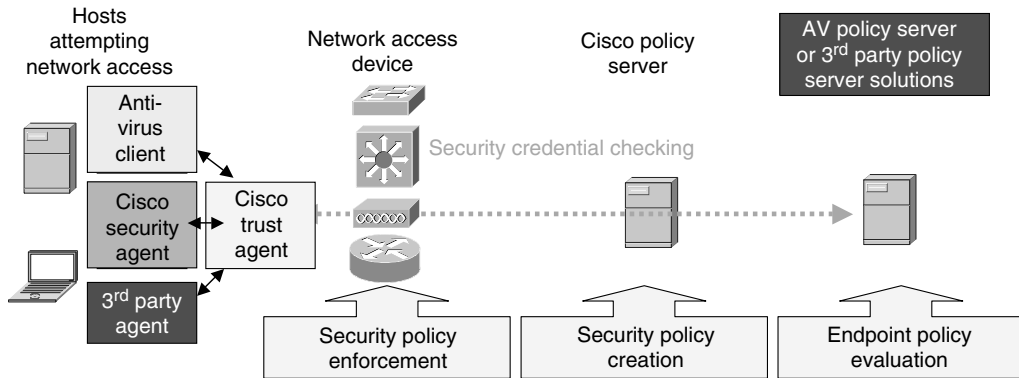 Hosts
attempting
network access
Network access
device
Cisco policy
server
AV policy server
or 3rd party policy
server solutions
Anti-
virus
client
Cisco
security
agent
3rd party
agent
Cisco
trust
agent
Security credential checking
Security policy
enforcement
Security policy
creation
Endpoint policy
evaluation